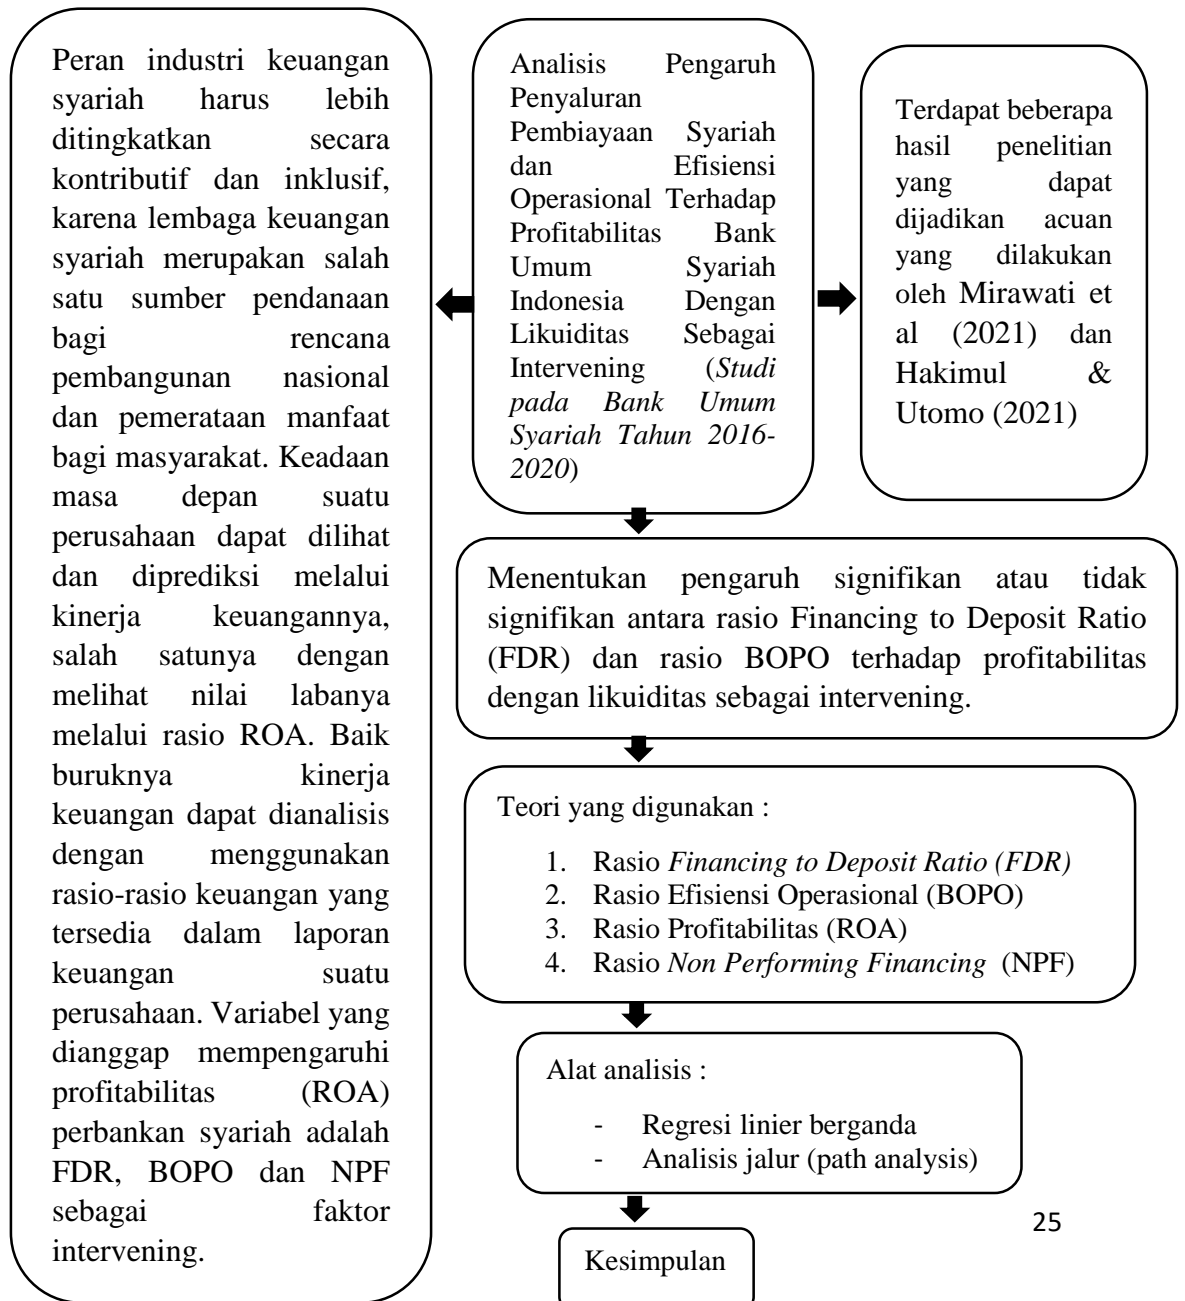 Peran industri keuangan
syariah harus lebih
ditingkatkan secara
kontributif dan inklusif,
karena lembaga keuangan
syariah merupakan salah
satu sumber pendanaan
bagi rencana
pembangunan nasional
dan pemerataan manfaat
bagi masyarakat. Keadaan
masa depan suatu
perusahaan dapat dilihat
dan diprediksi melalui
kinerja keuangannya,
salah satunya dengan
melihat nilai labanya
melalui rasio ROA. Baik
buruknya kinerja
keuangan dapat dianalisis
dengan menggunakan
rasio-rasio keuangan yang
tersedia dalam laporan
keuangan suatu
perusahaan. Variabel yang
dianggap mempengaruhi
profitabilitas (ROA)
perbankan syariah adalah
FDR, BOPO dan NPF
sebagai faktor
intervening.
Analisis Pengaruh
Penyaluran
Pembiayaan Syariah
dan Efisiensi
Operasional Terhadap
Profitabilitas Bank
Umum Syariah
Indonesia Dengan
Likuiditas Sebagai
Intervening (Studi
pada Bank Umum
Syariah Tahun 2016-
2020)
Terdapat beberapa
hasil penelitian
yang dapat
dijadikan acuan
yang dilakukan
oleh Mirawati et
al (2021) dan
Hakimul &
Utomo (2021)
Menentukan pengaruh signifikan atau tidak
signifikan antara rasio Financing to Deposit Ratio
(FDR) dan rasio BOPO terhadap profitabilitas
dengan likuiditas sebagai intervening.
Teori yang digunakan :
1. Rasio Financing to Deposit Ratio (FDR)
2. Rasio Efisiensi Operasional (BOPO)
3. Rasio Profitabilitas (ROA)
4. Rasio Non Performing Financing (NPF)
Alat analisis :
- Regresi linier berganda
- Analisis jalur (path analysis)
Kesimpulan
25